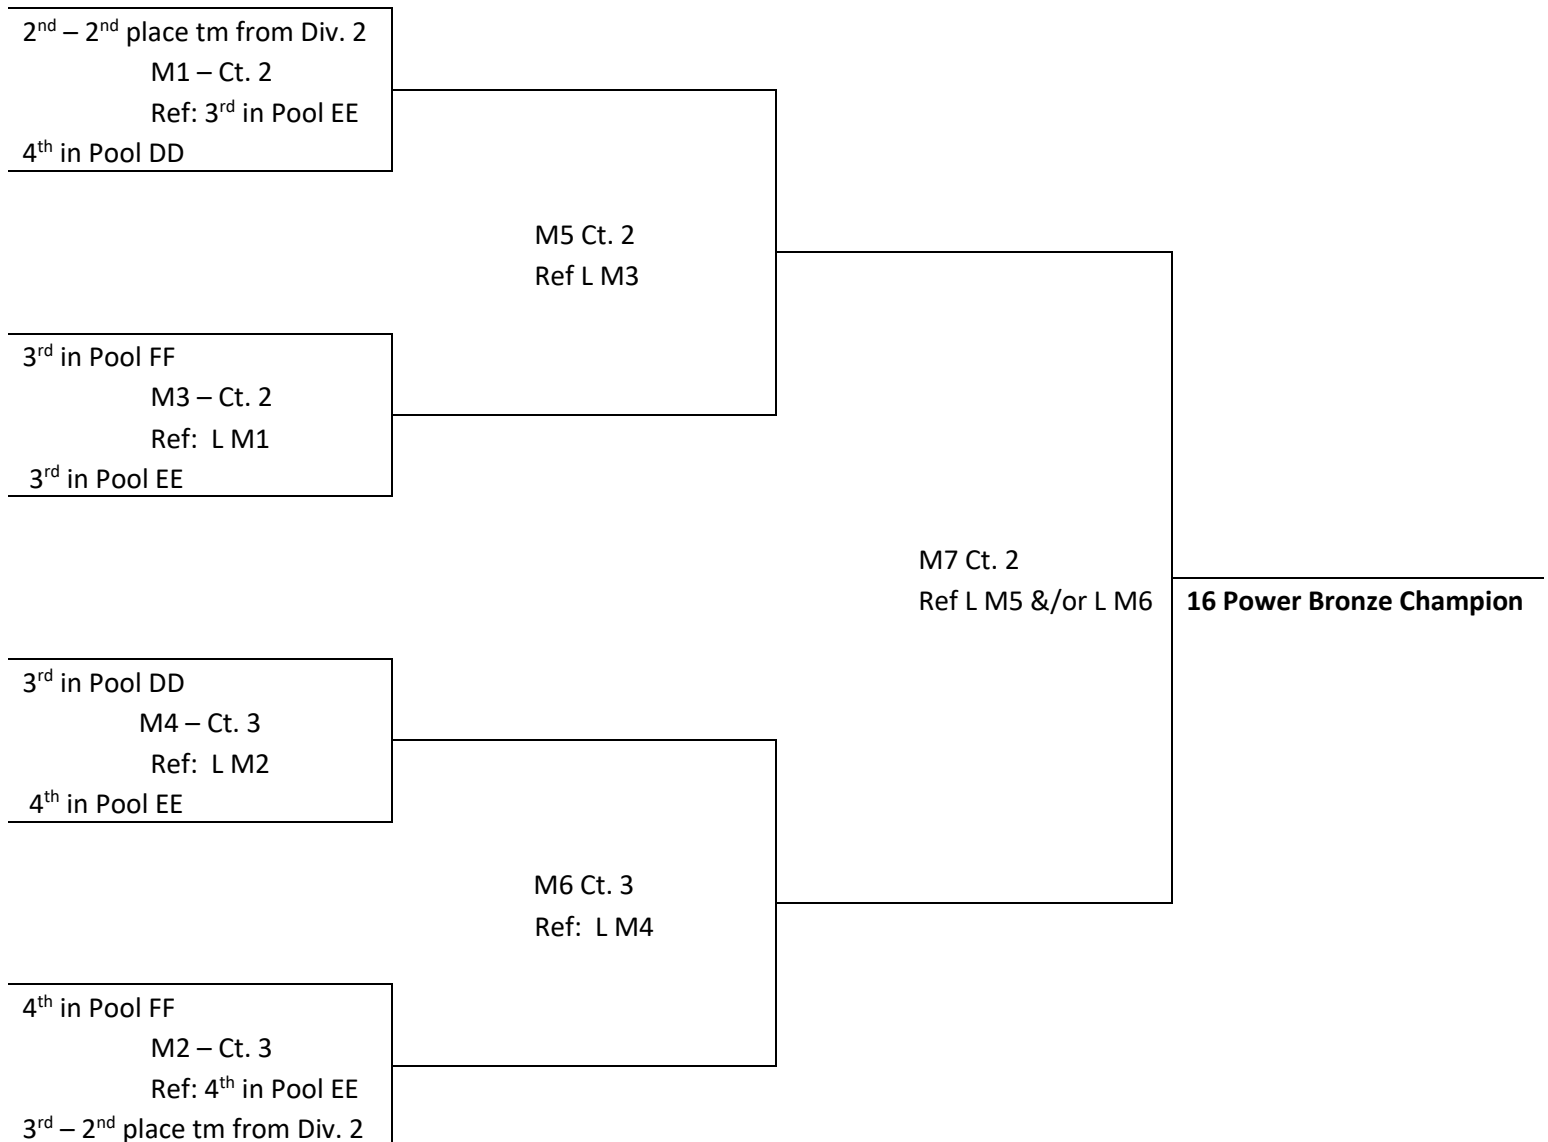 2nd – 2nd place tm from Div. 2
M1 – Ct. 2
Ref: 3rd in Pool EE
4th in Pool DD
M5 Ct. 2
Ref L M3
3rd in Pool FF
M3 – Ct. 2
Ref:  L M1
3rd in Pool EE
M7 Ct. 2
Ref L M5 &/or L M6
16 Power Bronze Champion
3rd in Pool DD
M4 – Ct. 3
Ref:  L M2
4th in Pool EE
M6 Ct. 3
Ref:  L M4
4th in Pool FF
M2 – Ct. 3
Ref: 4th in Pool EE
3rd – 2nd place tm from Div. 2